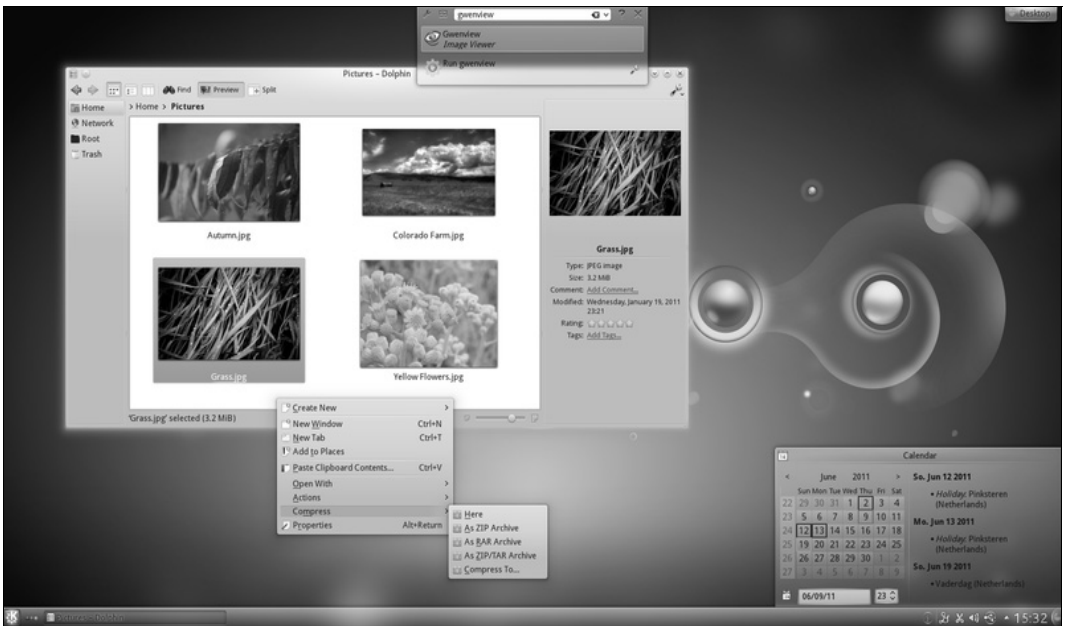 gwenview
?
Desktop
Gwenview
Image Viewer
Run gwenview
Pictures – Dolphin
Find
Preview
Split
Home
Network
Root
Trash
> Home > Pictures
Autumn.jpg
Colorado Farm.jpg
Grass.jpg
Yellow Flowers.jpg
'Grass.jpg' selected (3.2 MiB)
Grass.jpg
Type: JPEG image
Size: 3.2 MiB
Comment: Add Comment...
Modified: Wednesday, January 19, 2011
23:21
Rating:
Tags: Add Tags...
Create New >
New Window Ctrl+N
New Tab Ctrl+T
Add to Places
Paste Clipboard Contents... Ctrl+V
Open With >
Actions >
Compress >
Properties Alt+Return
Here
As ZIP Archive
As RAR Archive
As ZIP/TAR Archive
Compress To...
Calendar
< June 2011 >
Sun Mon Tue Wed Thu Fri Sat
22 29 30 31 1 2 3 4
23 5 6 7 8 9 10 11
24 12 13 14 15 16 17 18
25 19 20 21 22 23 24 25
26 26 27 28 29 30 1 2
27 3 4 5 6 7 8 9
06/09/11 23
So. Jun 12 2011
• Holiday: Pinksteren
(Netherlands)
Mo. Jun 13 2011
• Holiday: Pinksteren
(Netherlands)
So. Jun 19 2011
• Vaderdag (Netherlands)
Pictures – Dolphin
15:32